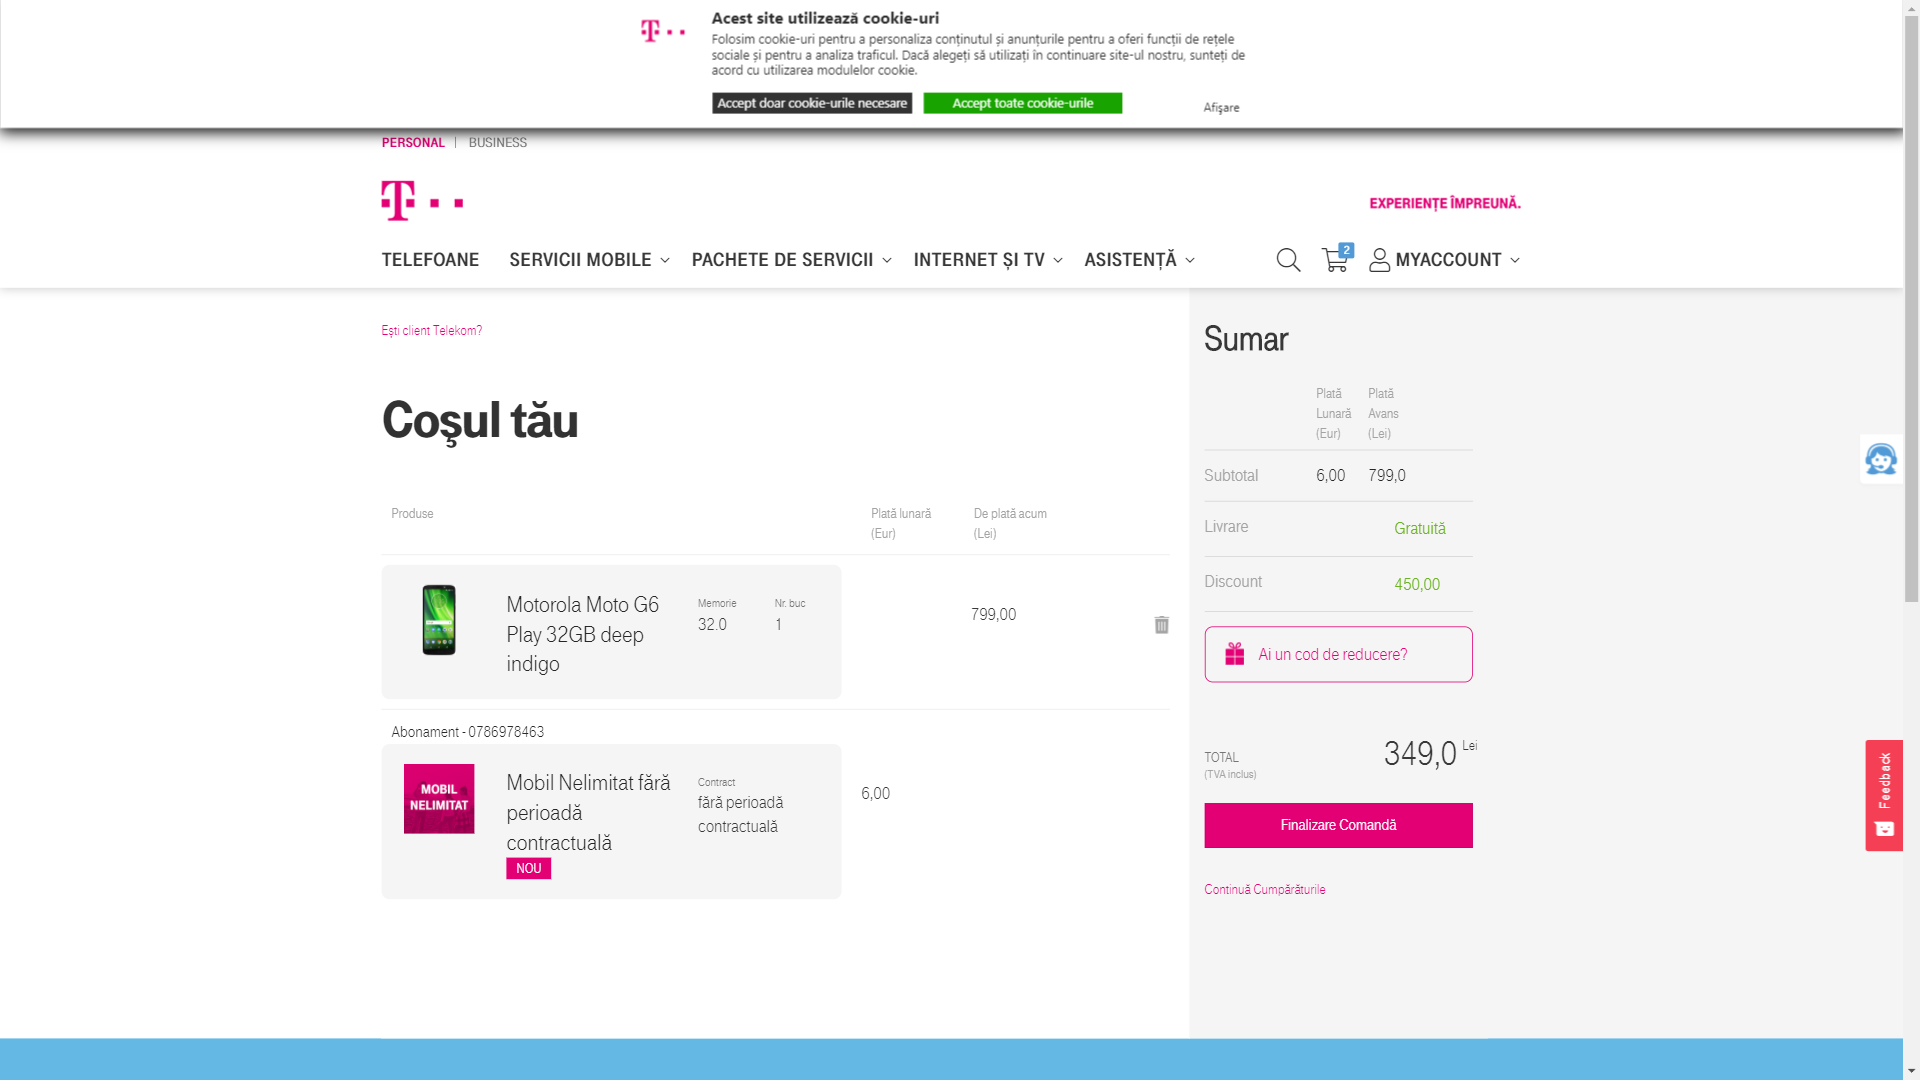 Acest site utilizează cookie-uri
Folosim cookie-uri pentru a personaliza conținutul și anunțurile pentru a oferi funcții de rețele
sociale și pentru a analiza traficul. Dacă alegeți să utilizați în continuare site-ul nostru, sunteți de
acord cu utilizarea modulelor cookie.
Accept doar cookie-urile necesare
Accept toate cookie-urile
Afișare
PERSONAL | BUSINESS
T
EXPERIENȚE ÎMPREUNĂ.
TELEFOANE
SERVICII MOBILE
PACHETE DE SERVICII
INTERNET ȘI TV
ASISTENȚĂ
2
MYACCOUNT
Ești client Telekom?
Coşul tău
Produse
Plată lunară
(Eur)
De plată acum
(Lei)
Motorola Moto G6
Play 32GB deep
indigo
Memorie
32.0
Nr. buc
1
799,00
Abonament - 0786978463
MOBIL
NELIMITAT
Mobil Nelimitat fără
perioadă
contractuală
NOU
Contract
fără perioadă
contractuală
6,00
Sumar
Plată
Lunară
(Eur)
Plată
Avans
(Lei)
Subtotal
6,00
799,0
Livrare
Gratuită
Discount
450,00
Ai un cod de reducere?
TOTAL
(TVA inclus)
349,0 Lei
Finalizare Comandă
Continuă Cumpărăturile
Feedback